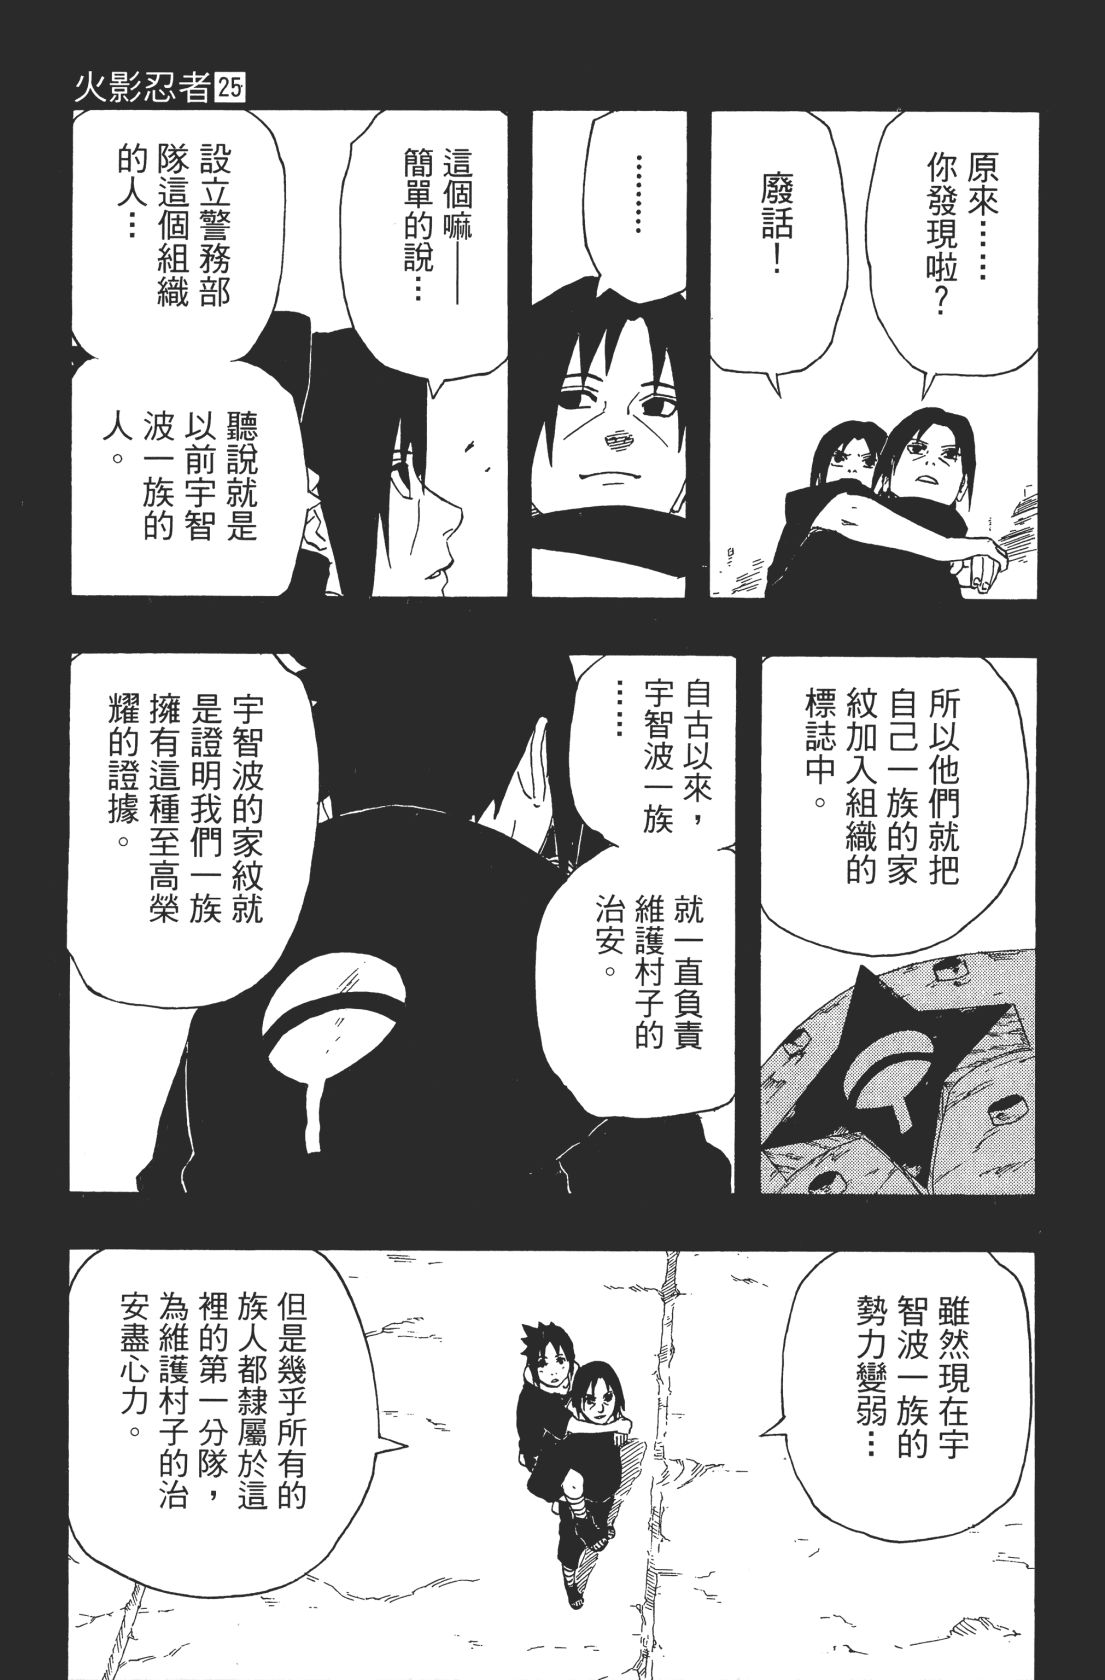 火影忍者25
原來⋯⋯
你發現啦?
廢話!
⋯⋯⋯
這個嘛——
簡單的說⋯
設立警務部
隊這個組織
的人⋯
聽說就是
以前宇智
波一族的
人。
所以他們就把
自己一族的家
紋加入組織的
標誌中。
自古以來，
宇智波一族
⋯⋯
就一直負責
維護村子的
治安。
宇智波的家紋就
是證明我們一族
擁有這種至高榮
耀的證據。
雖然現在宇
智波一族的
勢力變弱⋯
但是幾乎所有的
族人都隸屬於這
裡的第一分隊，
為維護村子的治
安盡心力。